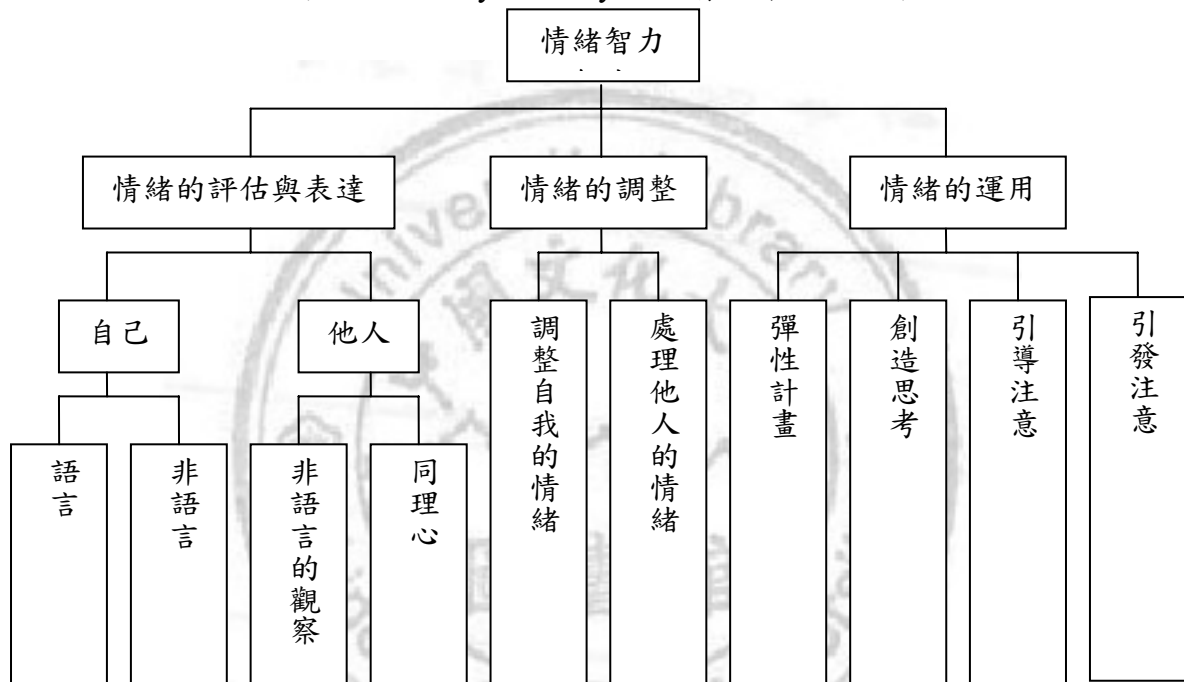 情緒智力
情緒的評估與表達
情緒的調整
情緒的運用
自己
他人
調整自我的情緒
處理他人的情緒
彈性計畫
創造思考
引導注意
引發注意
語言
非語言
非語言的觀察
同理心